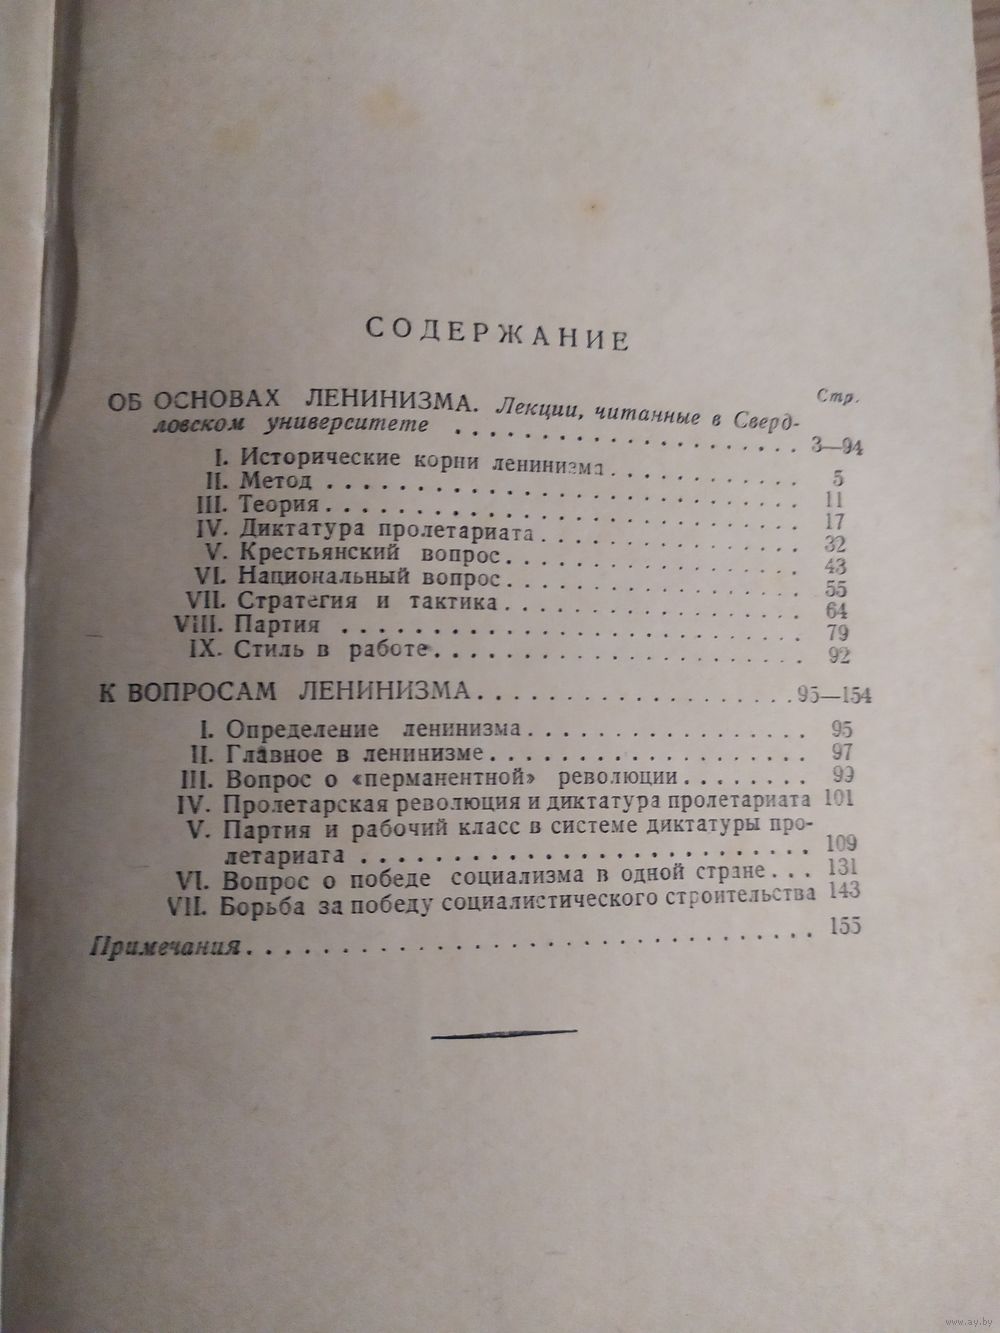 СОДЕРЖАНИЕ
Стр.
ОБ ОСНОВАХ ЛЕНИНИЗМА. Лекции, читанные в Сверд-
ловском университете . . . . . . . . . . . . . . . . . . 3—94
I. Исторические корни ленинизма . . . . . . . . . . 5
II. Метод . . . . . . . . . . . . . . . . . . . . . . . . 11
III. Теория . . . . . . . . . . . . . . . . . . . . . . . . 17
IV. Диктатура пролетариата . . . . . . . . . . . . . 32
V. Крестьянский вопрос . . . . . . . . . . . . . . . 43
VI. Национальный вопрос . . . . . . . . . . . . . . . 55
VII. Стратегия и тактика . . . . . . . . . . . . . . . 64
VIII. Партия . . . . . . . . . . . . . . . . . . . . . . . 79
IX. Стиль в работе . . . . . . . . . . . . . . . . . . . 92
К ВОПРОСАМ ЛЕНИНИЗМА . . . . . . . . . . . . . . . . . 95—154
I. Определение ленинизма . . . . . . . . . . . . . . 95
II. Главное в ленинизме . . . . . . . . . . . . . . . . 97
III. Вопрос о «перманентной» революции . . . . . . . 99
IV. Пролетарская революция и диктатура пролетариата 101
V. Партия и рабочий класс в системе диктатуры про-
летариата . . . . . . . . . . . . . . . . . . . . . . . 109
VI. Вопрос о победе социализма в одной стране . . . 131
VII. Борьба за победу социалистического строительства 143
Примечания . . . . . . . . . . . . . . . . . . . . . . . . . 155
www.ay.by